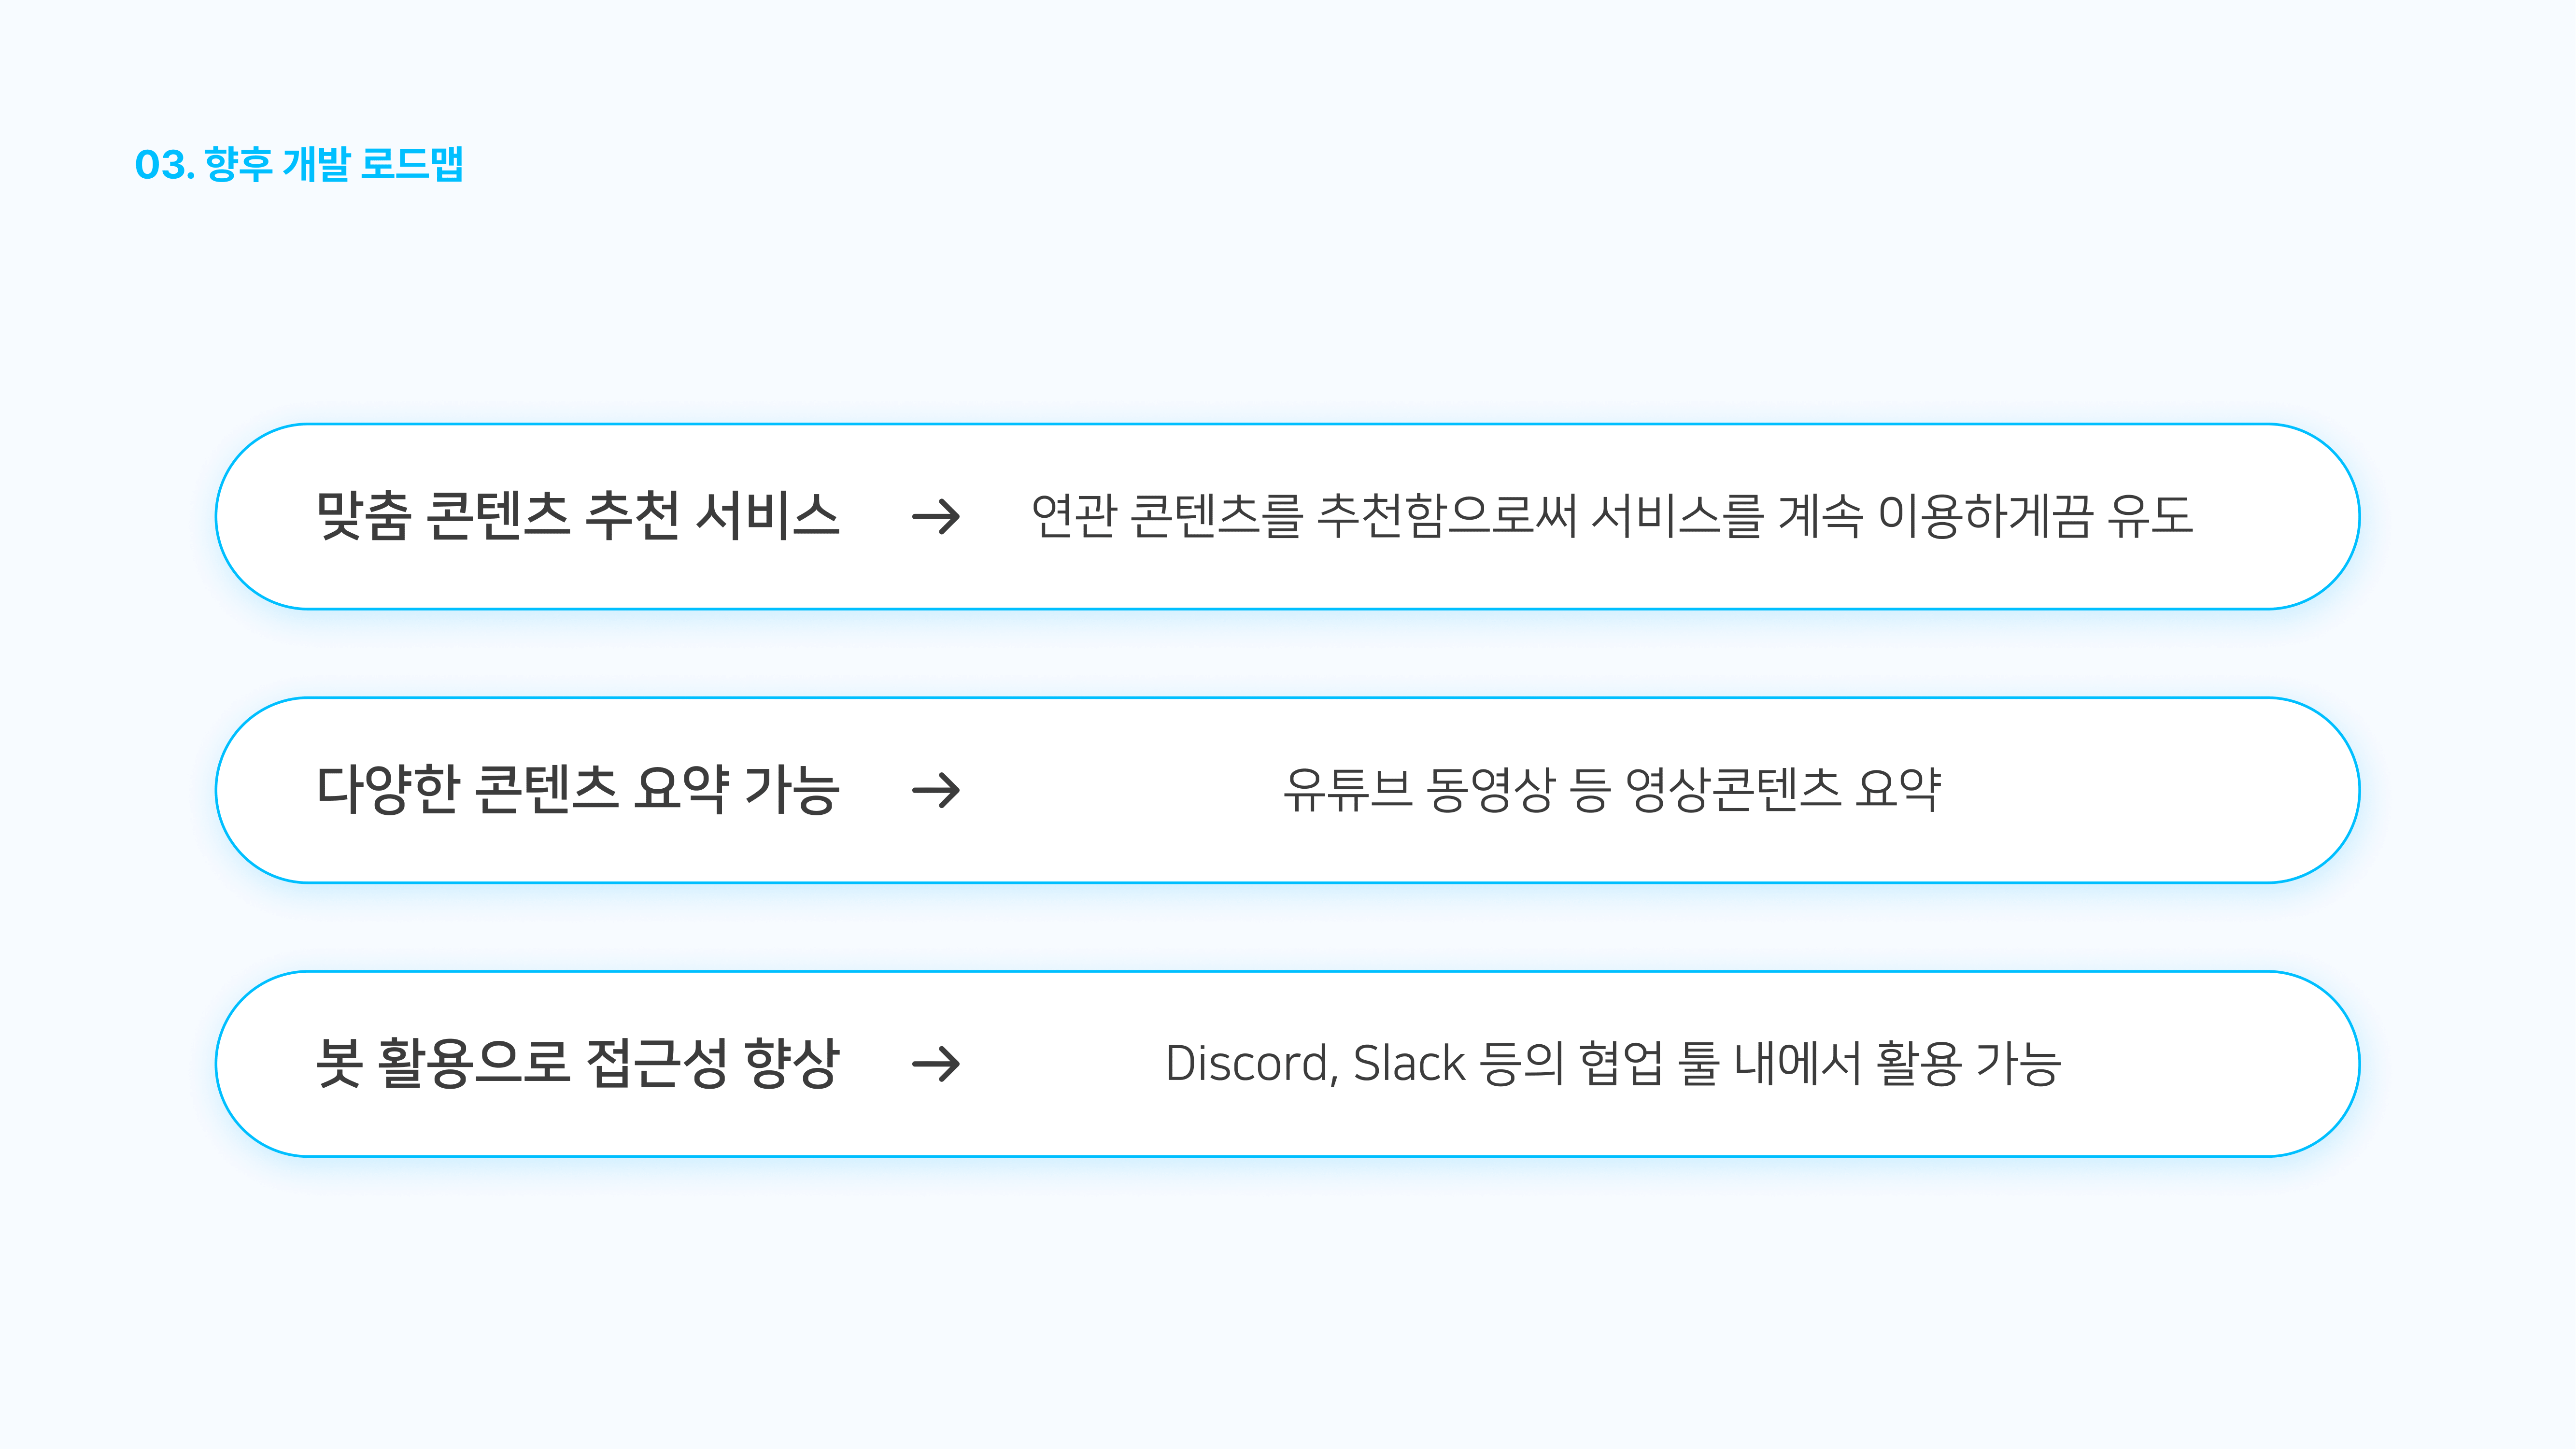 03. 향후 개발 로드맵
맞춤 콘텐츠 추천 서비스 → 연관 콘텐츠를 추천함으로써 서비스를 계속 이용하게끔 유도
다양한 콘텐츠 요약 가능 → 유튜브 동영상 등 영상콘텐츠 요약
봇 활용으로 접근성 향상 → Discord, Slack 등의 협업 툴 내에서 활용 가능